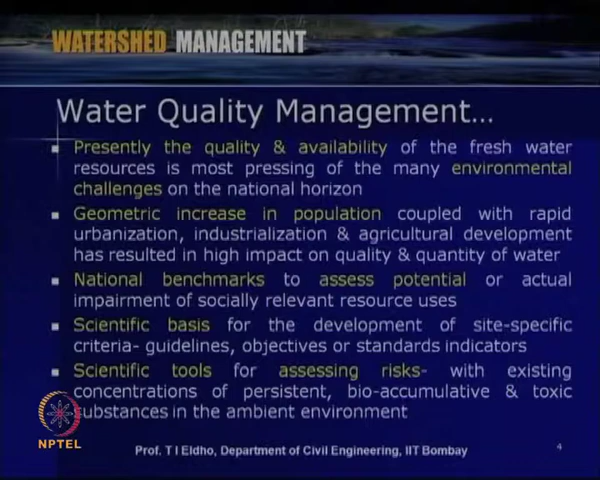 WATERSHED MANAGEMENT
Water Quality Management...
Presently the quality & availability of the fresh water
resources is most pressing of the many environmental
challenges on the national horizon
Geometric increase in population coupled with rapid
urbanization, industrialization & agricultural development
has resulted in high impact on quality & quantity of water
National benchmarks to assess potential or actual
impairment of socially relevant resource uses
Scientific basis for the development of site-specific
criteria- guidelines, objectives or standards indicators
Scientific tools for assessing risks- with existing
concentrations of persistent, bio-accumulative & toxic
substances in the ambient environment
NPTEL
Prof. T I Eldho, Department of Civil Engineering, IIT Bombay
4